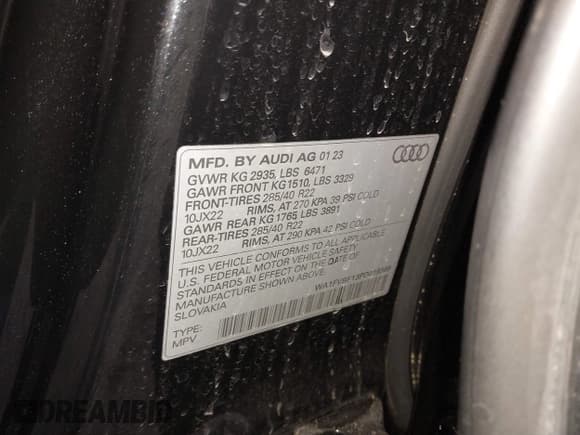 MFD. BY AUDI AG 01 23
GVWR KG 2935, LBS 6471
GAWR FRONT KG1510, LBS 3329
FRONT-TIRES 285/40 R22
10JX22 RIMS, AT 270 KPA 39 PSI COLD
GAWR REAR KG1765 LBS 3891
REAR-TIRES 285/40 R22
10JX22 RIMS, AT 290 KPA 42 PSI COLD
THIS VEHICLE CONFORMS TO ALL APPLICABLE
U.S. FEDERAL MOTOR VEHICLE SAFETY
STANDARDS IN EFFECT ON THE DATE OF
MANUFACTURE SHOWN ABOVE.
SLOVAKIA
TYPE:
MPV
DREAMBID